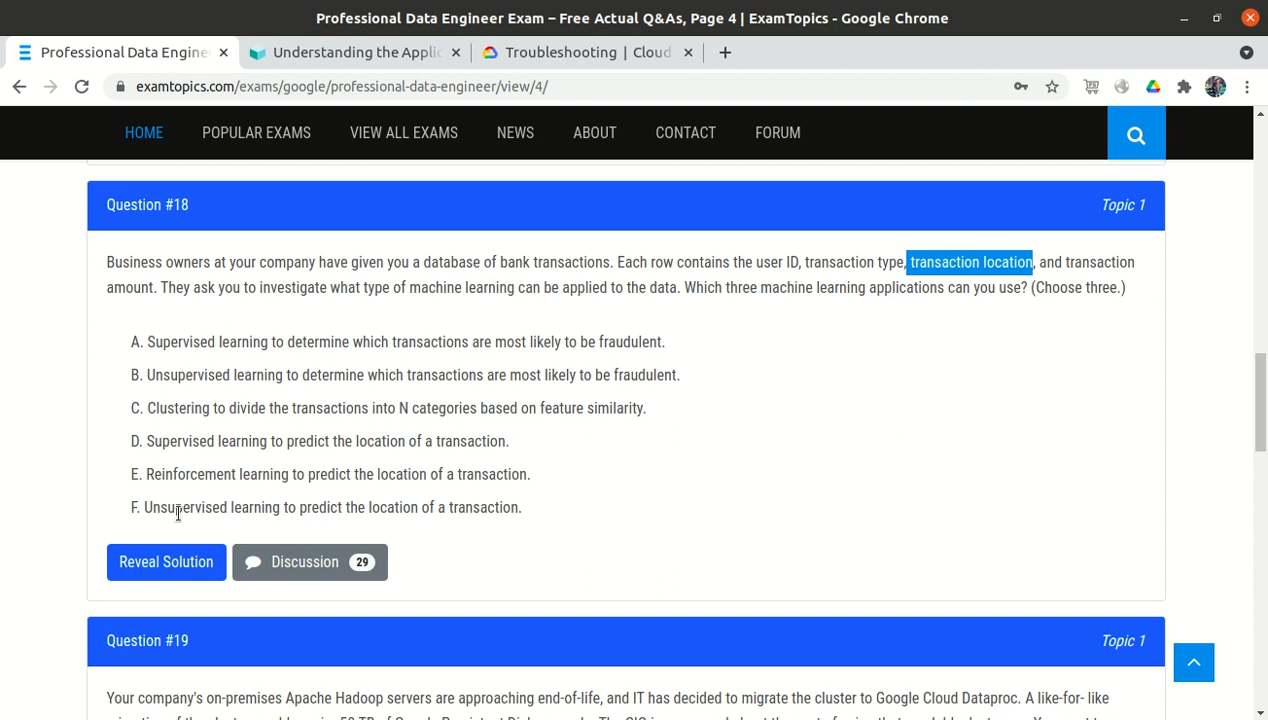 Professional Data Engineer Exam – Free Actual Q&As, Page 4 | ExamTopics - Google Chrome
Professional Data Engine
Understanding the Applic
Troubleshooting | Cloud
examtopics.com/exams/google/professional-data-engineer/view/4/
HOME POPULAR EXAMS VIEW ALL EXAMS NEWS ABOUT CONTACT FORUM
Question #18 Topic 1
Business owners at your company have given you a database of bank transactions. Each row contains the user ID, transaction type, transaction location, and transaction
amount. They ask you to investigate what type of machine learning can be applied to the data. Which three machine learning applications can you use? (Choose three.)
A. Supervised learning to determine which transactions are most likely to be fraudulent.
B. Unsupervised learning to determine which transactions are most likely to be fraudulent.
C. Clustering to divide the transactions into N categories based on feature similarity.
D. Supervised learning to predict the location of a transaction.
E. Reinforcement learning to predict the location of a transaction.
F. Unsupervised learning to predict the location of a transaction.
Reveal Solution Discussion 29
Question #19 Topic 1
Your company's on-premises Apache Hadoop servers are approaching end-of-life, and IT has decided to migrate the cluster to Google Cloud Dataproc. A like-for- like